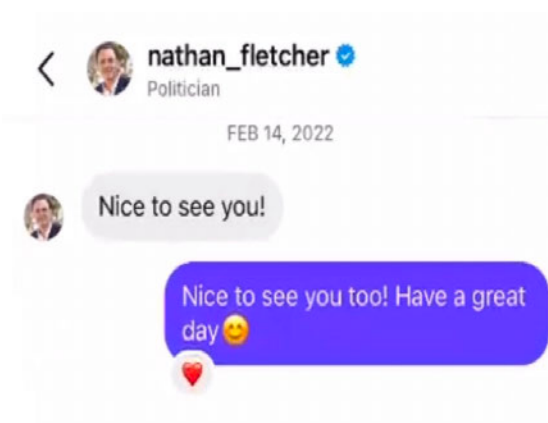 nathan_fletcher
Politician
FEB 14, 2022
Nice to see you!
Nice to see you too! Have a great
day😊